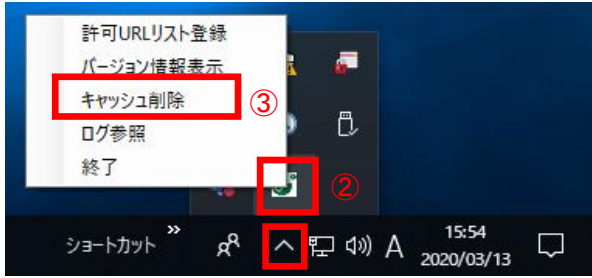 許可URLリスト登録
バージョン情報表示
キャッシュ削除
③
ログ参照
終了
②
ショートカット
»
A
15:54
2020/03/13